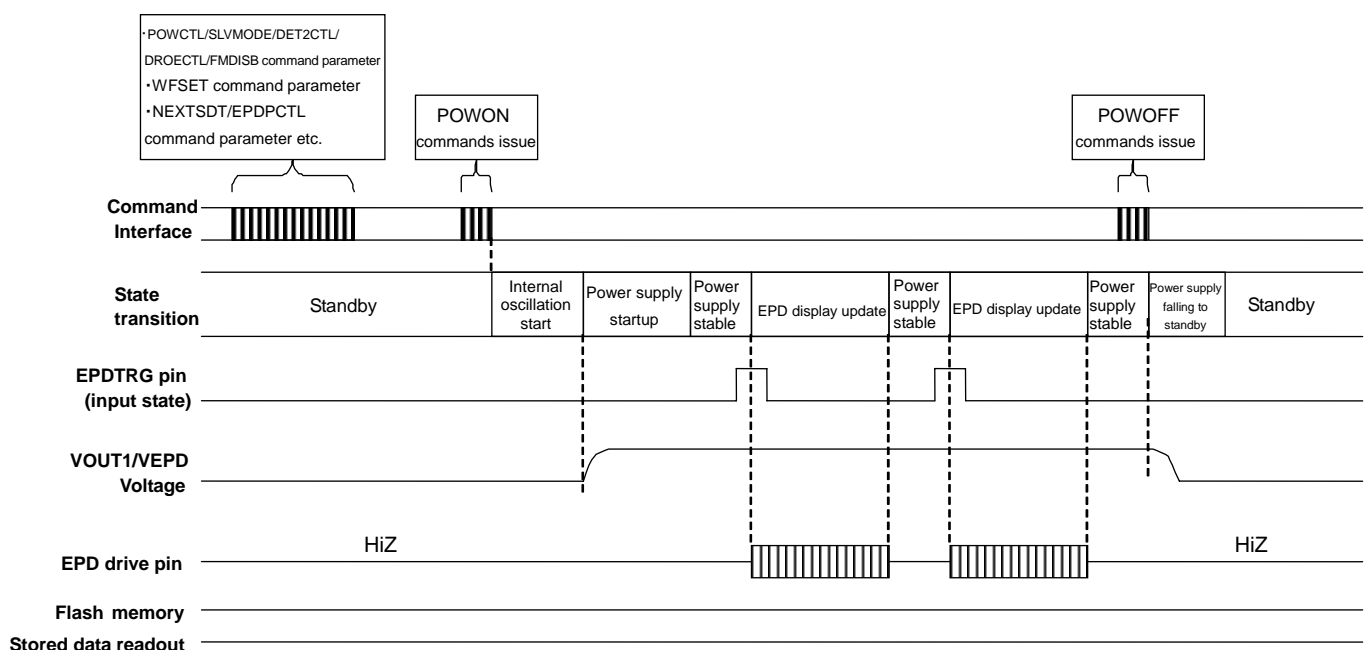 ・POWCTL/SLVMODE/DET2CTL/
DROECTL/FMDISB command parameter
・WFSET command parameter
・NEXTSDT/EPDPCTL
command parameter etc.
POWON
commands issue
POWOFF
commands issue
Command
Interface
State
transition
Standby
Internal
oscillation
start
Power supply
startup
Power
supply
stable
EPD display update
Power
supply
stable
EPD display update
Power
supply
stable
Power supply
falling to
standby
Standby
EPDTRG pin
(input state)
VOUT1/VEPD
Voltage
HiZ
HiZ
EPD drive pin
Flash memory
Stored data readout